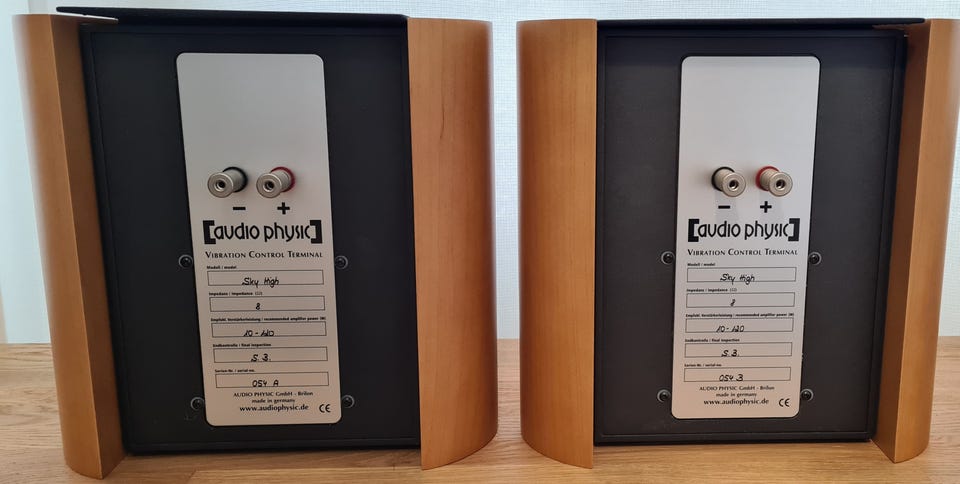 - +
[audio physic]
VIBRATION CONTROL TERMINAL
Modell / model
Sky High
Impedanz / impedance (Ω)
8
Empfohl. Verstärkerleistung / recommended amplifier power (W)
10-120
Endkontrolle / final inspection
S.B.
Serien-Nr. / serial-no.
054 A
AUDIO PHYSIC GmbH - Brilon
made in germany
www.audiophysic.de CE
- +
[audio physic]
VIBRATION CONTROL TERMINAL
Modell / model
Sky High
Impedanz / impedance (Ω)
8
Empfohl. Verstärkerleistung / recommended amplifier power (W)
10-120
Endkontrolle / final inspection
S.B.
Serien-Nr. / serial-no.
054 B
AUDIO PHYSIC GmbH - Brilon
made in germany
www.audiophysic.de CE